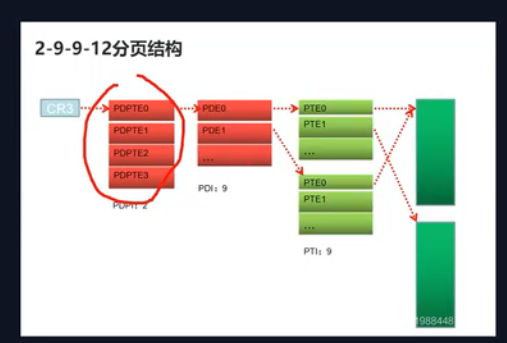 2-9-9-12分页结构
CR3
PDPTE0
PDPTE1
PDPTE2
PDPTE3
PDPI：2
PDE0
PDE1
...
PDI：9
PTE0
PTE1
...
PTE0
PTE1
...
PTI：9
1988448